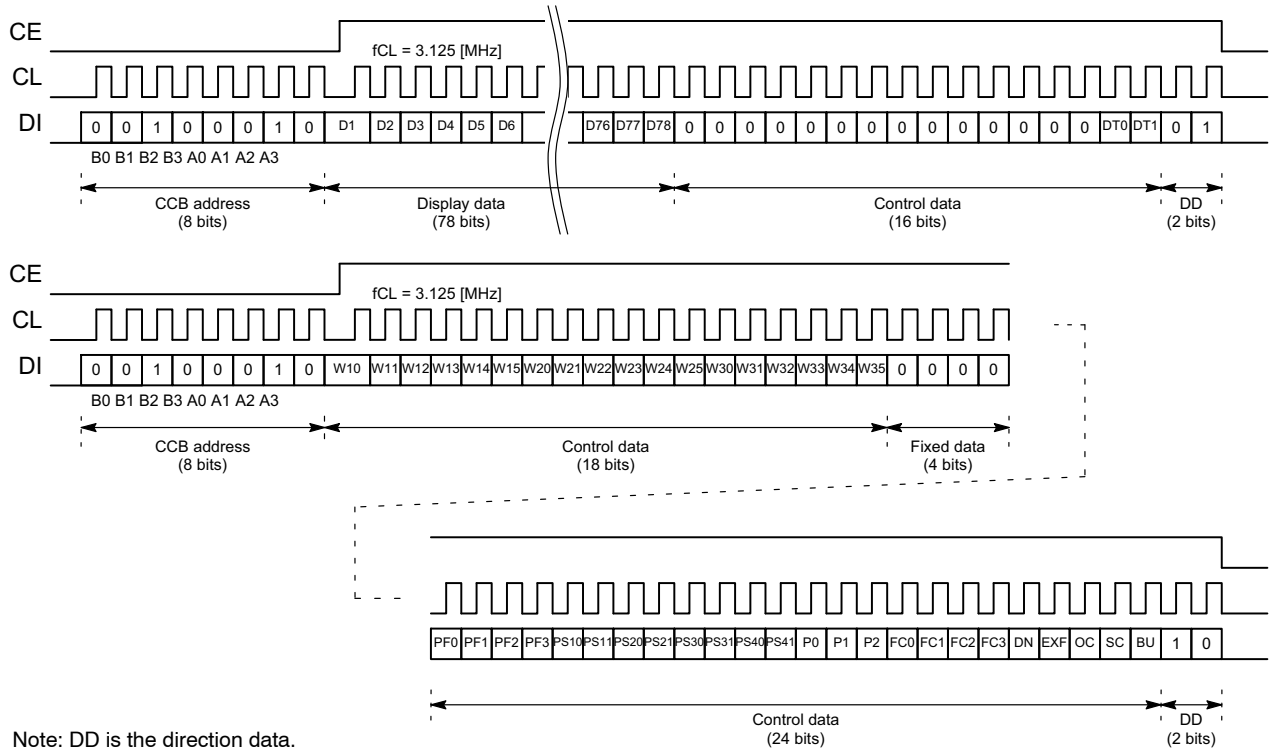 CE
fCL = 3.125 [MHz]
CL
DI 0 0 1 0 0 0 1 0 D1 D2 D3 D4 D5 D6 D76 D77 D78 0 0 0 0 0 0 0 0 0 0 0 0 0 0 DT0 DT1 0 1
B0 B1 B2 B3 A0 A1 A2 A3
CCB address Display data Control data DD
(8 bits) (78 bits) (16 bits) (2 bits)
CE
fCL = 3.125 [MHz]
CL
DI 0 0 1 0 0 0 1 0 W10 W11 W12 W13 W14 W15 W20 W21 W22 W23 W24 W25 W30 W31 W32 W33 W34 W35 0 0 0 0
B0 B1 B2 B3 A0 A1 A2 A3
CCB address Control data Fixed data
(8 bits) (18 bits) (4 bits)
PF0 PF1 PF2 PF3 PS10 PS11 PS20 PS21 PS30 PS31 PS40 PS41 P0 P1 P2 FC0 FC1 FC2 FC3 DN EXF OC SC BU 1 0
Control data DD
(24 bits) (2 bits)
Note: DD is the direction data.